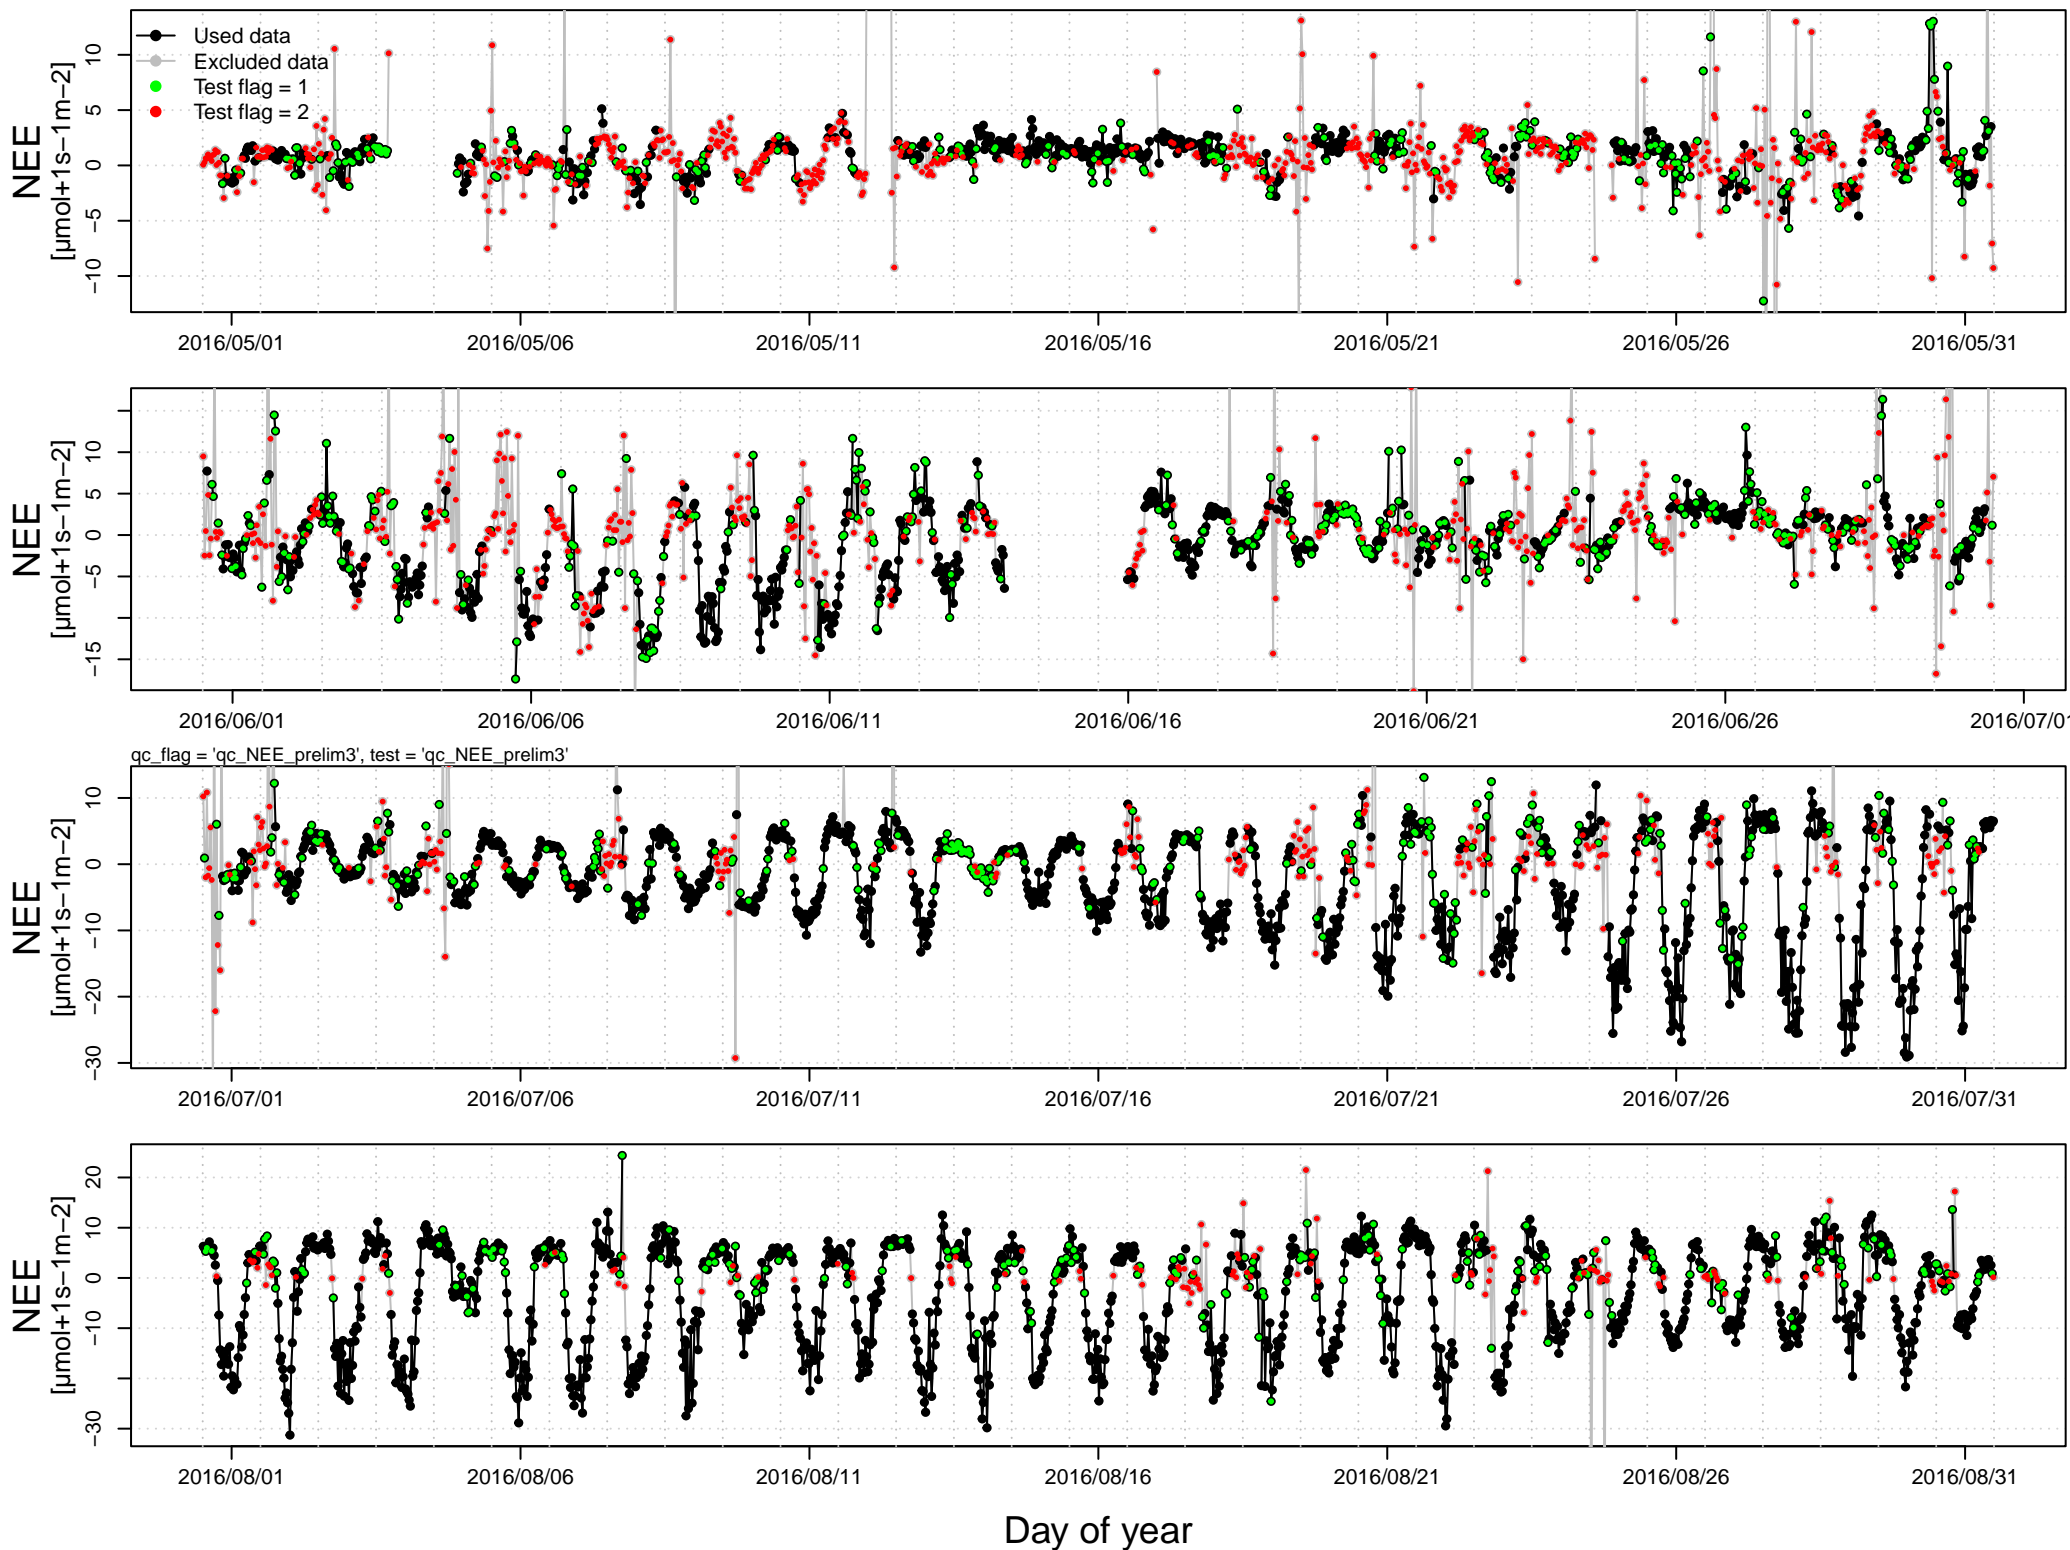 Used data
Excluded data
Test flag = 1
Test flag = 2
NEE
[µmol+1s−1m−2]
10
5
0
−5
−10
2016/05/01 2016/05/06 2016/05/11 2016/05/16 2016/05/21 2016/05/26 2016/05/31
NEE
[µmol+1s−1m−2]
10
5
0
−5
−15
2016/06/01 2016/06/06 2016/06/11 2016/06/16 2016/06/21 2016/06/26 2016/07/01
qc_flag = 'qc_NEE_prelim3', test = 'qc_NEE_prelim3'
NEE
[µmol+1s−1m−2]
10
0
−10
−20
−30
2016/07/01 2016/07/06 2016/07/11 2016/07/16 2016/07/21 2016/07/26 2016/07/31
NEE
[µmol+1s−1m−2]
20
10
0
−10
−30
2016/08/01 2016/08/06 2016/08/11 2016/08/16 2016/08/21 2016/08/26 2016/08/31
Day of year